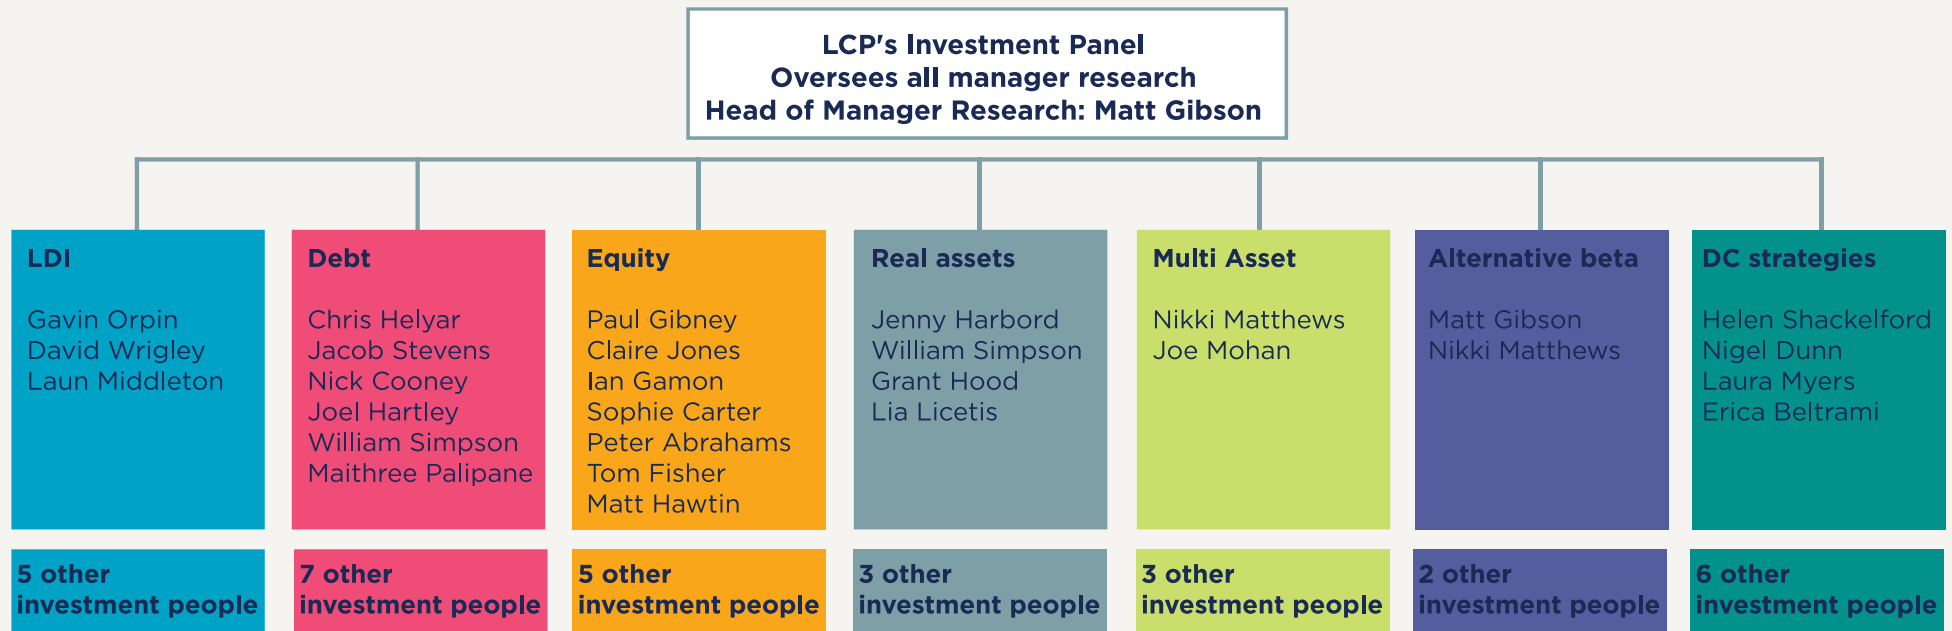 LCP's Investment Panel
Oversees all manager research
Head of Manager Research: Matt Gibson
LDI
Gavin Orpin
David Wrigley
Laun Middleton
5 other
investment people
Debt
Chris Helyar
Jacob Stevens
Nick Cooney
Joel Hartley
William Simpson
Maithree Palipane
7 other
investment people
Equity
Paul Gibney
Claire Jones
Ian Gamon
Sophie Carter
Peter Abrahams
Tom Fisher
Matt Hawtin
5 other
investment people
Real assets
Jenny Harbord
William Simpson
Grant Hood
Lia Licetis
3 other
investment people
Multi Asset
Nikki Matthews
Joe Mohan
3 other
investment people
Alternative beta
Matt Gibson
Nikki Matthews
2 other
investment people
DC strategies
Helen Shackelford
Nigel Dunn
Laura Myers
Erica Beltrami
6 other
investment people